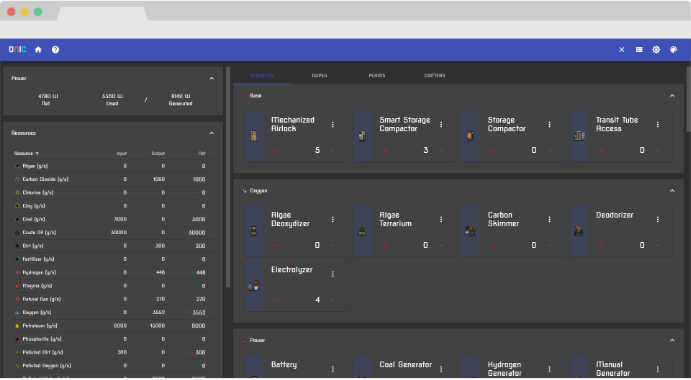 ONIC
Power
4780 W
Net
3360 W
Used
/
8140 W
Generated
Resources
Resource Input Output Net
Algae (g/s) 0 0 0
Carbon Dioxide (g/s) 0 1060 1060
Chlorine (g/s) 0 0 0
Clay (g/s) 0 0 0
Coal (g/s) 3000 0 3000
Crude Oil (g/s) 30000 0 30000
Dirt (g/s) 0 300 300
Fertilizer (g/s) 0 0 0
Hydrogen (g/s) 0 448 448
Magma (g/s) 0 0 0
Natural Gas (g/s) 0 270 270
Oxygen (g/s) 0 3552 3552
Petroleum (g/s) 6000 15000 9000
Phosphorite (g/s) 0 0 0
Polluted Dirt (g/s) 300 0 300
Polluted Oxygen (g/s) 0 0 0
BUILDINGS DUPES PLANTS CRITTERS
Base
Mechanized Airlock
5
Smart Storage Compactor
3
Storage Compactor
0
Transit Tube Access
0
Oxygen
Algae Deoxydizer
0
Algae Terrarium
0
Carbon Skimmer
0
Deodorizer
0
Electrolyzer
4
Power
Battery
Coal Generator
Hydrogen Generator
Manual Generator